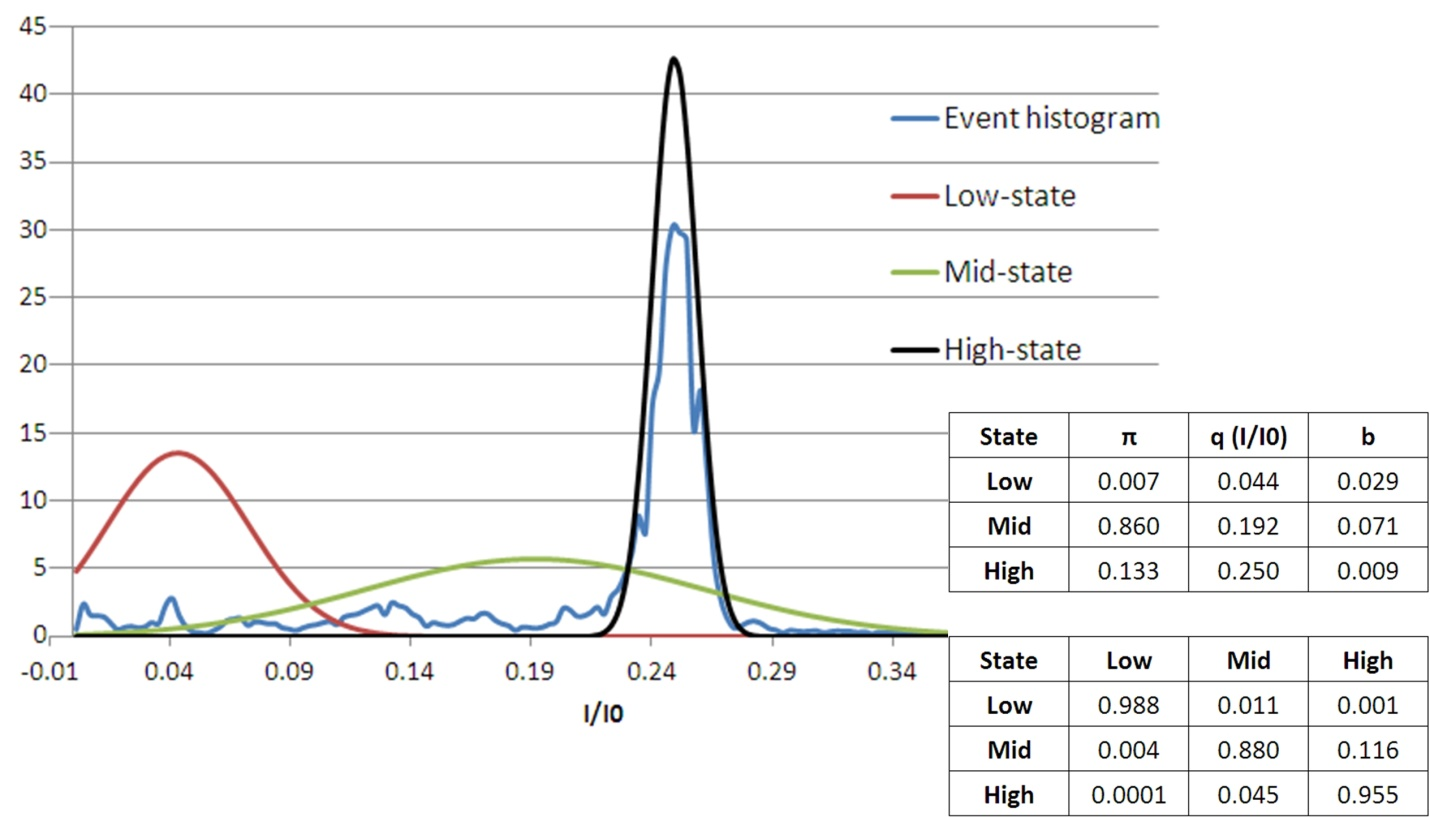 45
40
35
30
25
20
15
10
5
0
-0.01 0.04 0.09 0.14 0.19 0.24 0.29 0.34
I/I0
Event histogram
Low-state
Mid-state
High-state
State π q (I/I0) b
Low 0.007 0.044 0.029
Mid 0.860 0.192 0.071
High 0.133 0.250 0.009
State Low Mid High
Low 0.988 0.011 0.001
Mid 0.004 0.880 0.116
High 0.0001 0.045 0.955